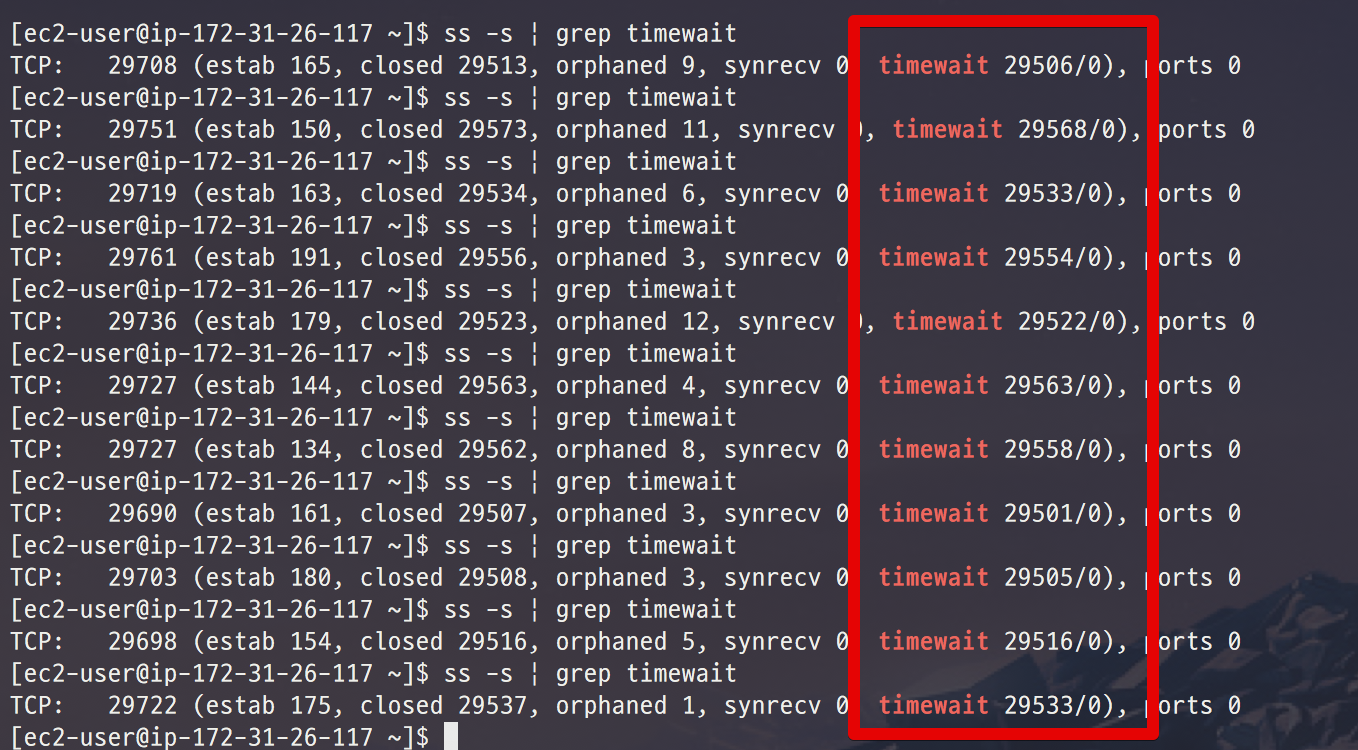 [ec2-user@ip-172-31-26-117 ~]$ ss -s ¦ grep timewait
TCP:   29708 (estab 165, closed 29513, orphaned 9, synrecv 0 timewait 29506/0), ports 0
[ec2-user@ip-172-31-26-117 ~]$ ss -s ¦ grep timewait
TCP:   29751 (estab 150, closed 29573, orphaned 11, synrecv 0, timewait 29568/0), ports 0
[ec2-user@ip-172-31-26-117 ~]$ ss -s ¦ grep timewait
TCP:   29719 (estab 163, closed 29534, orphaned 6, synrecv 0 timewait 29533/0), ports 0
[ec2-user@ip-172-31-26-117 ~]$ ss -s ¦ grep timewait
TCP:   29761 (estab 191, closed 29556, orphaned 3, synrecv 0 timewait 29554/0), ports 0
[ec2-user@ip-172-31-26-117 ~]$ ss -s ¦ grep timewait
TCP:   29736 (estab 179, closed 29523, orphaned 12, synrecv 0, timewait 29522/0), ports 0
[ec2-user@ip-172-31-26-117 ~]$ ss -s ¦ grep timewait
TCP:   29727 (estab 144, closed 29563, orphaned 4, synrecv 0 timewait 29563/0), ports 0
[ec2-user@ip-172-31-26-117 ~]$ ss -s ¦ grep timewait
TCP:   29727 (estab 134, closed 29562, orphaned 8, synrecv 0 timewait 29558/0), ports 0
[ec2-user@ip-172-31-26-117 ~]$ ss -s ¦ grep timewait
TCP:   29690 (estab 161, closed 29507, orphaned 3, synrecv 0 timewait 29501/0), ports 0
[ec2-user@ip-172-31-26-117 ~]$ ss -s ¦ grep timewait
TCP:   29703 (estab 180, closed 29508, orphaned 3, synrecv 0 timewait 29505/0), ports 0
[ec2-user@ip-172-31-26-117 ~]$ ss -s ¦ grep timewait
TCP:   29698 (estab 154, closed 29516, orphaned 5, synrecv 0 timewait 29516/0), ports 0
[ec2-user@ip-172-31-26-117 ~]$ ss -s ¦ grep timewait
TCP:   29722 (estab 175, closed 29537, orphaned 1, synrecv 0 timewait 29533/0), ports 0
[ec2-user@ip-172-31-26-117 ~]$